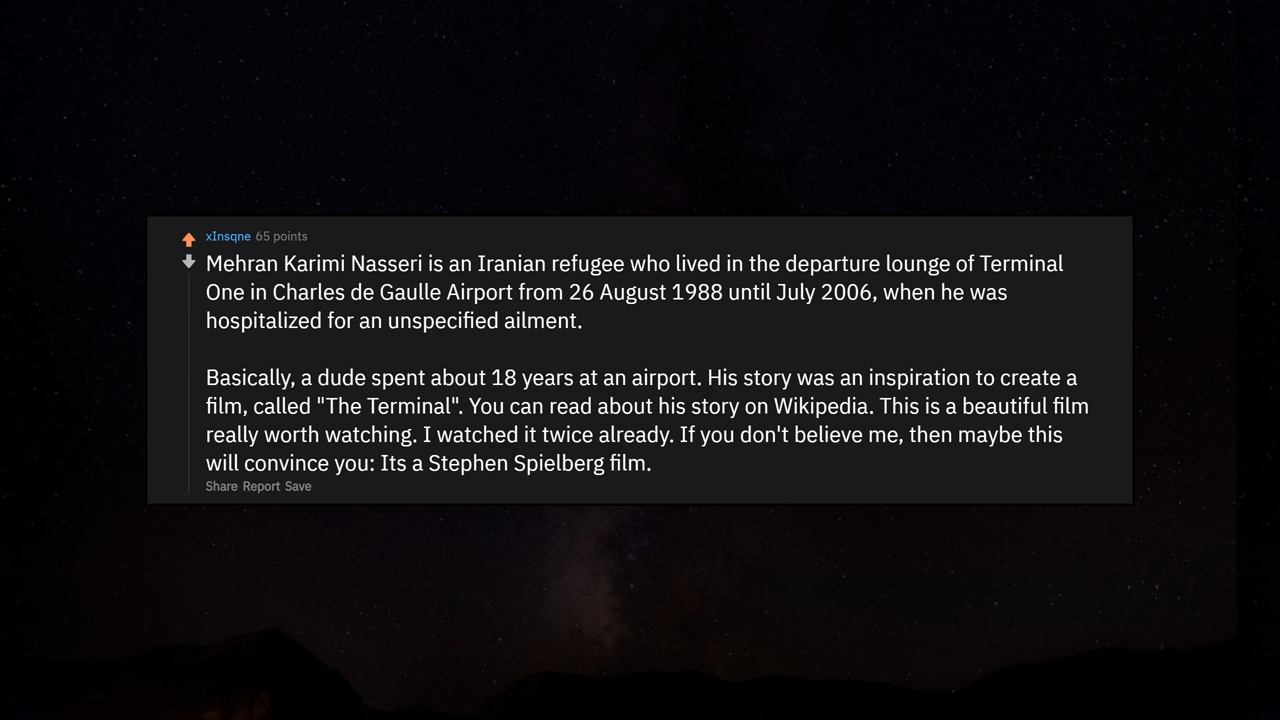 xInsqne 65 points
Mehran Karimi Nasseri is an Iranian refugee who lived in the departure lounge of Terminal
One in Charles de Gaulle Airport from 26 August 1988 until July 2006, when he was
hospitalized for an unspecified ailment.
Basically, a dude spent about 18 years at an airport. His story was an inspiration to create a
film, called "The Terminal". You can read about his story on Wikipedia. This is a beautiful film
really worth watching. I watched it twice already. If you don't believe me, then maybe this
will convince you: Its a Stephen Spielberg film.
Share Report Save